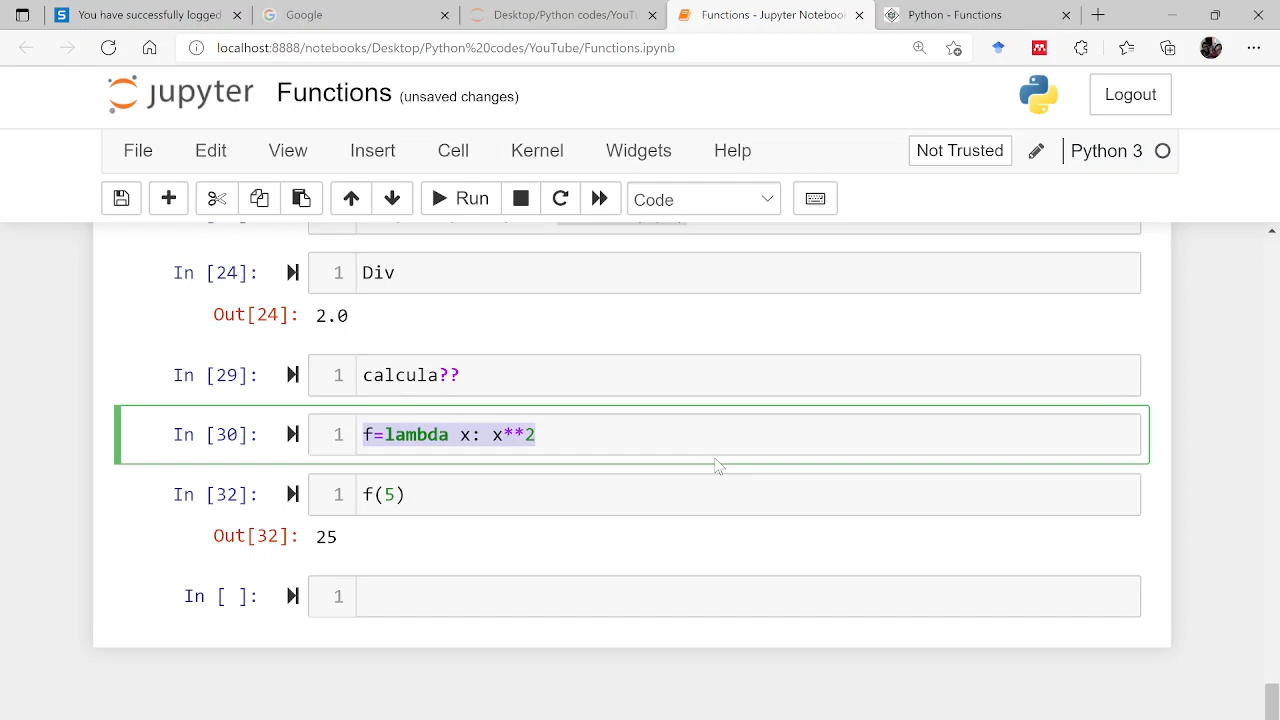 You have successfully logged
Google
Desktop/Python codes/YouTu
Functions - Jupyter Noteboo
Python - Functions
localhost:8888/notebooks/Desktop/Python%20codes/YouTube/Functions.ipynb
jupyter Functions (unsaved changes)
Logout
File Edit View Insert Cell Kernel Widgets Help Not Trusted Python 3
Run Code
In [24]: 1 Div
Out[24]: 2.0
In [29]: 1 calcula??
In [30]: 1 f=lambda x: x**2
In [32]: 1 f(5)
Out[32]: 25
In [ ]: 1